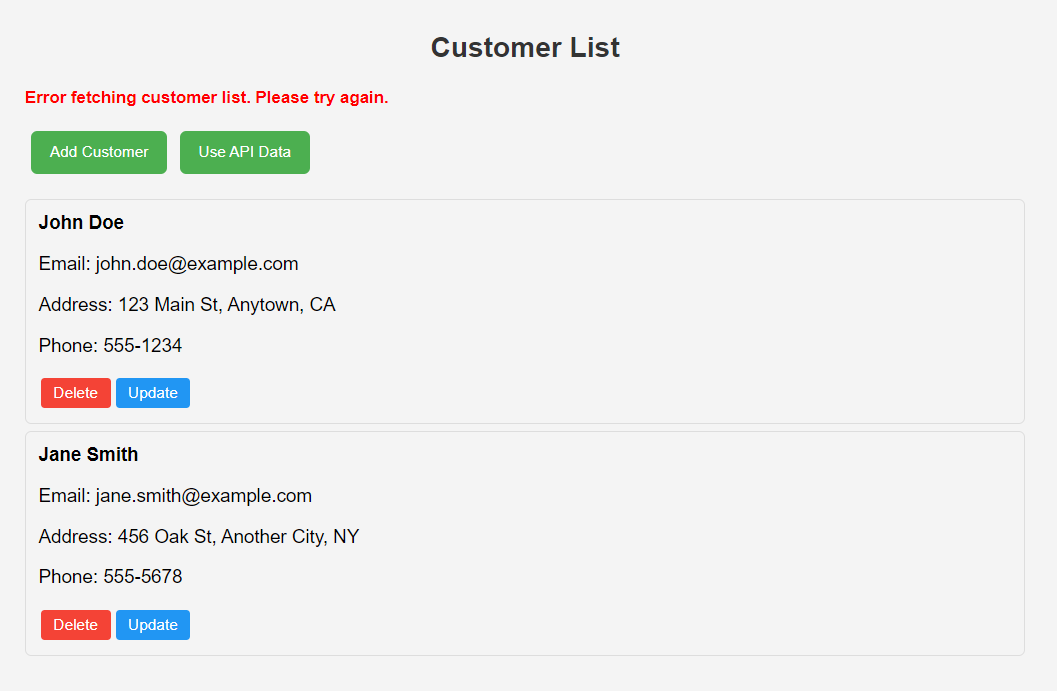 Customer List
Error fetching customer list. Please try again.
Add Customer Use API Data
John Doe
Email: john.doe@example.com
Address: 123 Main St, Anytown, CA
Phone: 555-1234
Delete Update
Jane Smith
Email: jane.smith@example.com
Address: 456 Oak St, Another City, NY
Phone: 555-5678
Delete Update